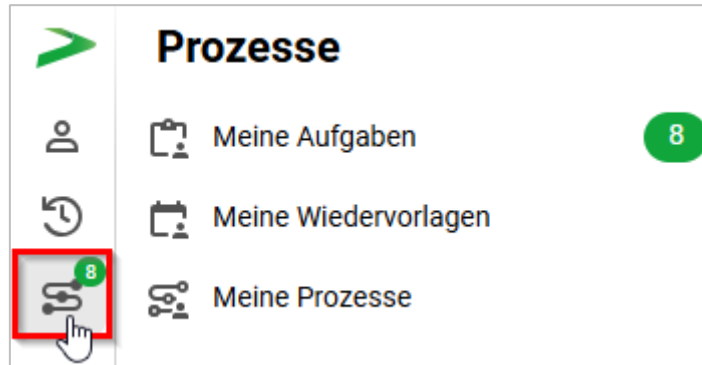 Prozesse
Meine Aufgaben 8
Meine Wiedervorlagen
8
Meine Prozesse